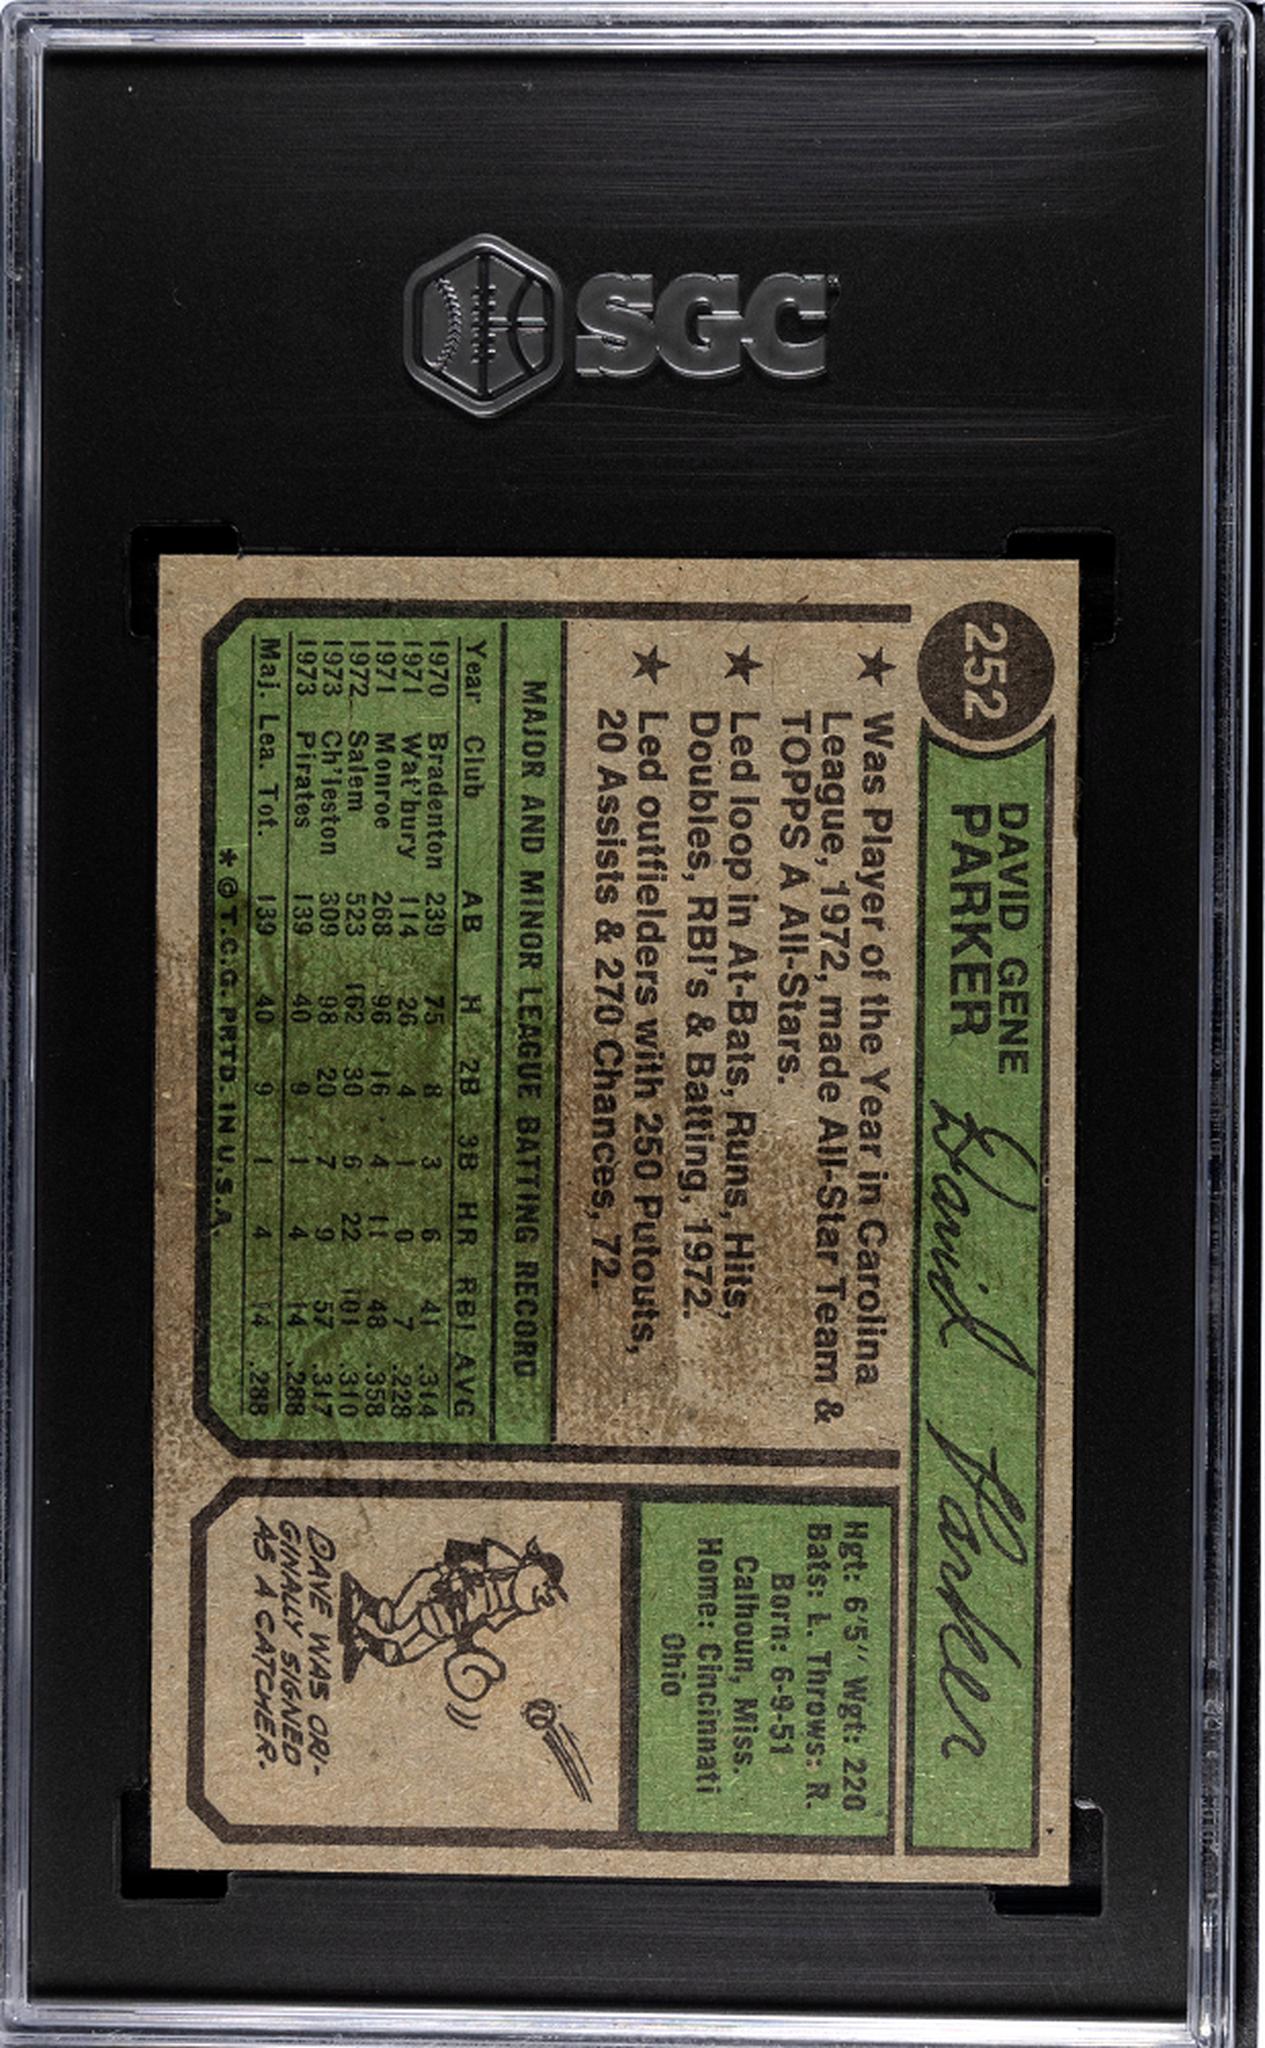 SGC
252
DAVID GENE
PARKER
David Parker
★ Was Player of the Year in Carolina
League, 1972, made All-Star Team &
TOPPS A All-Stars.
★ Led loop in At-Bats, Runs, Hits,
Doubles, RBI's & Batting, 1972.
★ Led outfielders with 250 Putouts,
20 Assists & 270 Chances, 72.
MAJOR AND MINOR LEAGUE BATTING RECORD
Year Club AB H 2B 3B HR RBI AVG
1970 Bradenton 239 75 8 3 6 41 .314
1971 Wat'bury 114 26 4 1 0 7 .228
1971 Monroe 268 96 16 4 11 48 .358
1972 Salem 523 162 30 6 22 101 .310
1973 Ch'leston 309 98 20 7 9 57 .317
1973 Pirates 139 40 9 1 4 14 .288
Maj. Lea. Tot. 139 40 9 1 4 14 .288
* © T.C.G. PRTD. IN U.S.A.
Hgt: 6'5" Wgt: 220
Bats: L. Throws: R.
Born: 6-9-51
Calhoun, Miss.
Home: Cincinnati
Ohio
DAVE WAS ORI-
GINALLY SIGNED
AS A CATCHER.